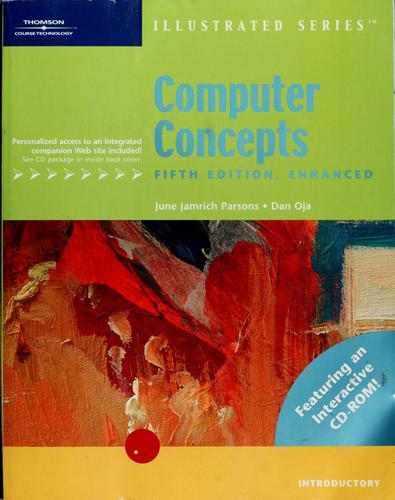 THOMSON
COURSE TECHNOLOGY
ILLUSTRATED SERIES™
Computer
Concepts
FIFTH EDITION, ENHANCED
Personalized access to an integrated
companion Web site included!
See CD package in inside back cover.
June Jamrich Parsons • Dan Oja
Featuring an
Interactive
CD-ROM!
INTRODUCTORY